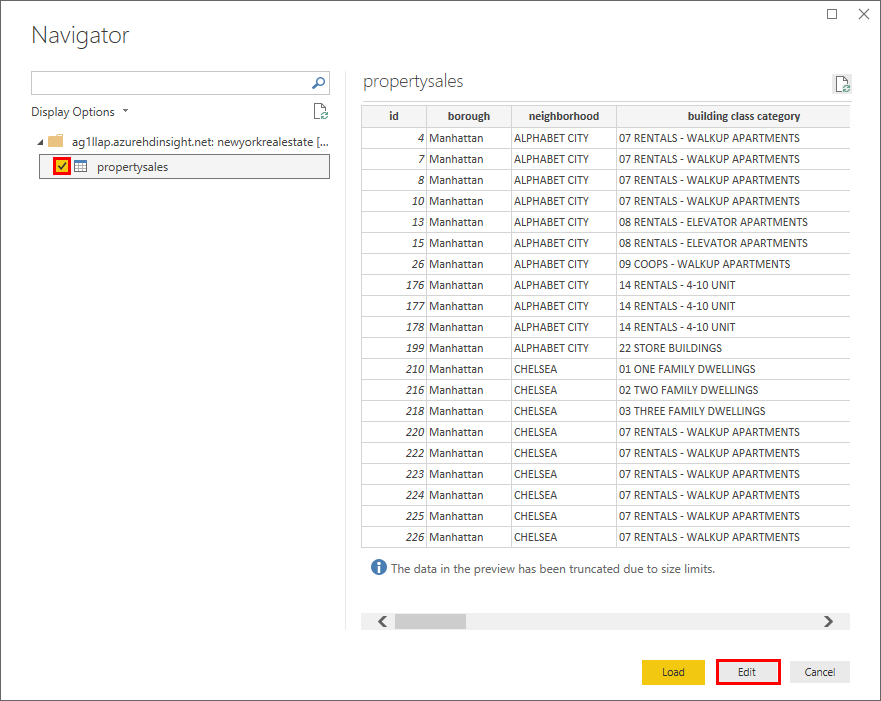 Navigator
Display Options
ag1llap.azurehdinsight.net: newyorkrealestate [...
propertysales
propertysales
id borough neighborhood building class category
4 Manhattan ALPHABET CITY 07 RENTALS - WALKUP APARTMENTS
7 Manhattan ALPHABET CITY 07 RENTALS - WALKUP APARTMENTS
8 Manhattan ALPHABET CITY 07 RENTALS - WALKUP APARTMENTS
10 Manhattan ALPHABET CITY 07 RENTALS - WALKUP APARTMENTS
13 Manhattan ALPHABET CITY 08 RENTALS - ELEVATOR APARTMENTS
15 Manhattan ALPHABET CITY 08 RENTALS - ELEVATOR APARTMENTS
26 Manhattan ALPHABET CITY 09 COOPS - WALKUP APARTMENTS
176 Manhattan ALPHABET CITY 14 RENTALS - 4-10 UNIT
177 Manhattan ALPHABET CITY 14 RENTALS - 4-10 UNIT
178 Manhattan ALPHABET CITY 14 RENTALS - 4-10 UNIT
199 Manhattan ALPHABET CITY 22 STORE BUILDINGS
210 Manhattan CHELSEA 01 ONE FAMILY DWELLINGS
216 Manhattan CHELSEA 02 TWO FAMILY DWELLINGS
218 Manhattan CHELSEA 03 THREE FAMILY DWELLINGS
220 Manhattan CHELSEA 07 RENTALS - WALKUP APARTMENTS
222 Manhattan CHELSEA 07 RENTALS - WALKUP APARTMENTS
223 Manhattan CHELSEA 07 RENTALS - WALKUP APARTMENTS
224 Manhattan CHELSEA 07 RENTALS - WALKUP APARTMENTS
225 Manhattan CHELSEA 07 RENTALS - WALKUP APARTMENTS
226 Manhattan CHELSEA 07 RENTALS - WALKUP APARTMENTS
The data in the preview has been truncated due to size limits.
Load Edit Cancel